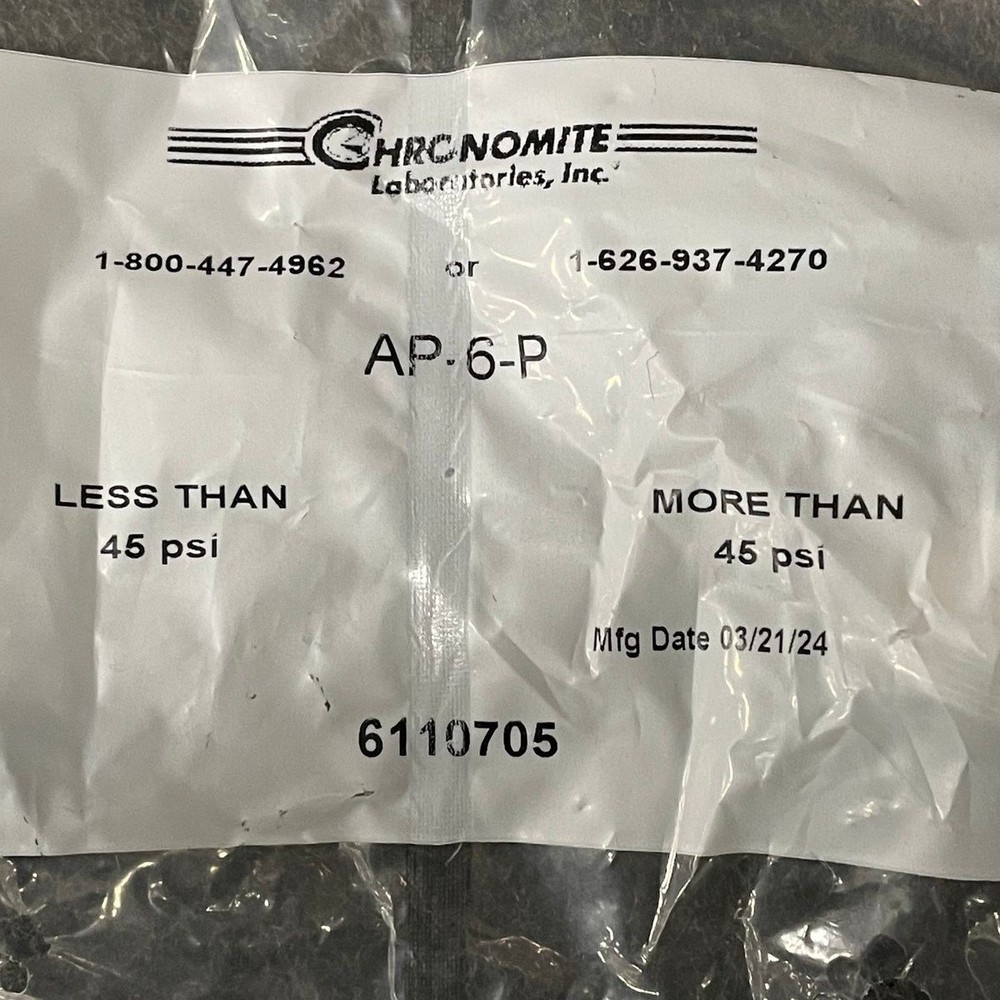 CHRONOMITE
Laboratories, Inc.
1-800-447-4962 or 1-626-937-4270
AP-6-P
LESS THAN MORE THAN
45 psi 45 psi
Mfg Date 03/21/24
6110705